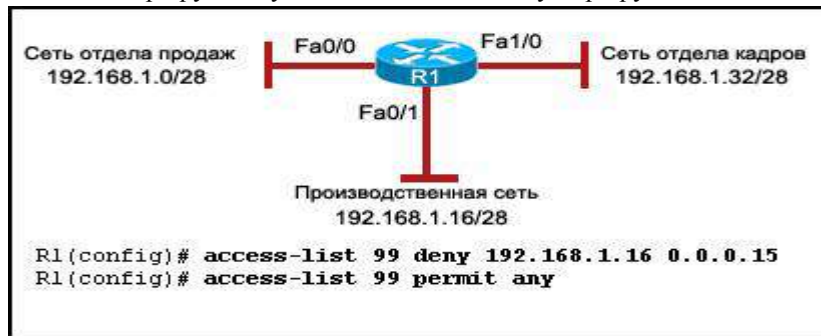 Сеть отдела продаж
192.168.1.0/28
Fa0/0
Fa1/0
Сеть отдела кадров
192.168.1.32/28
R1
Fa0/1
Производственная сеть
192.168.1.16/28
R1(config)# access-list 99 deny 192.168.1.16 0.0.0.15
R1(config)# access-list 99 permit any